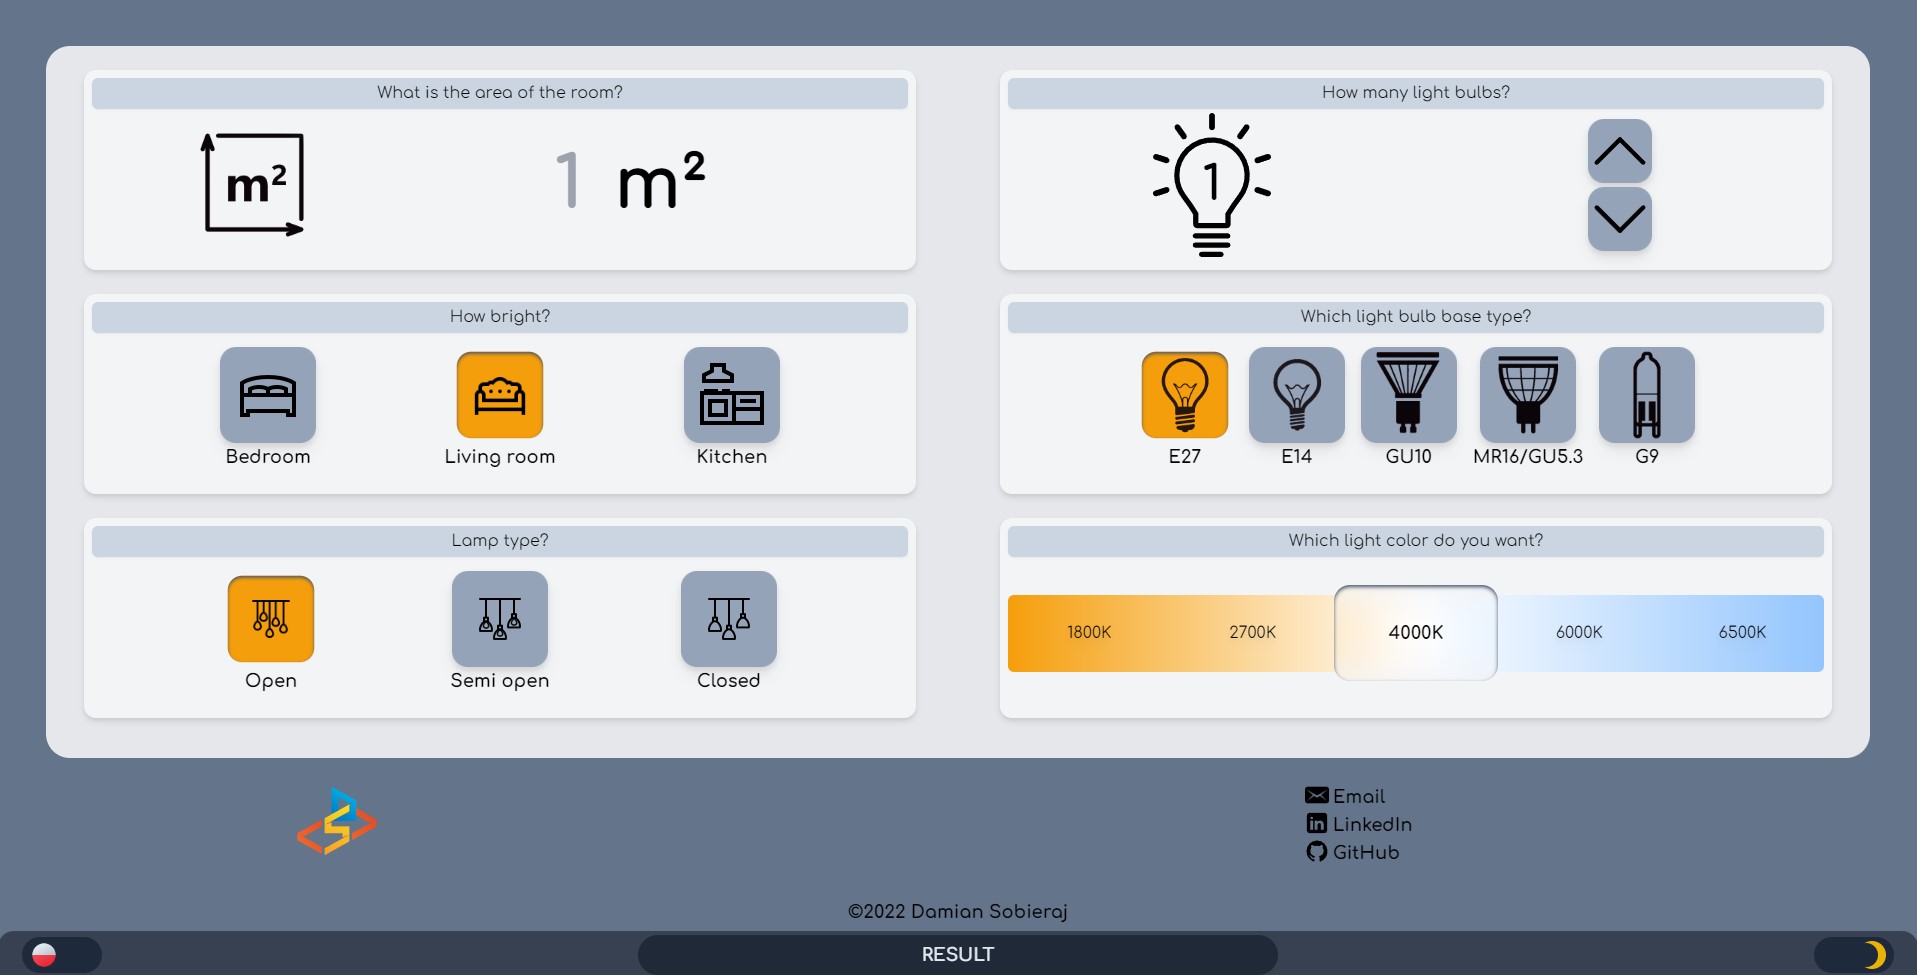 What is the area of the room?
m²
1 m²
How many light bulbs?
1
How bright?
Bedroom
Living room
Kitchen
Which light bulb base type?
E27
E14
GU10
MR16/GU5.3
G9
Lamp type?
Open
Semi open
Closed
Which light color do you want?
1800K
2700K
4000K
6000K
6500K
Email
LinkedIn
GitHub
©2022 Damian Sobieraj
RESULT